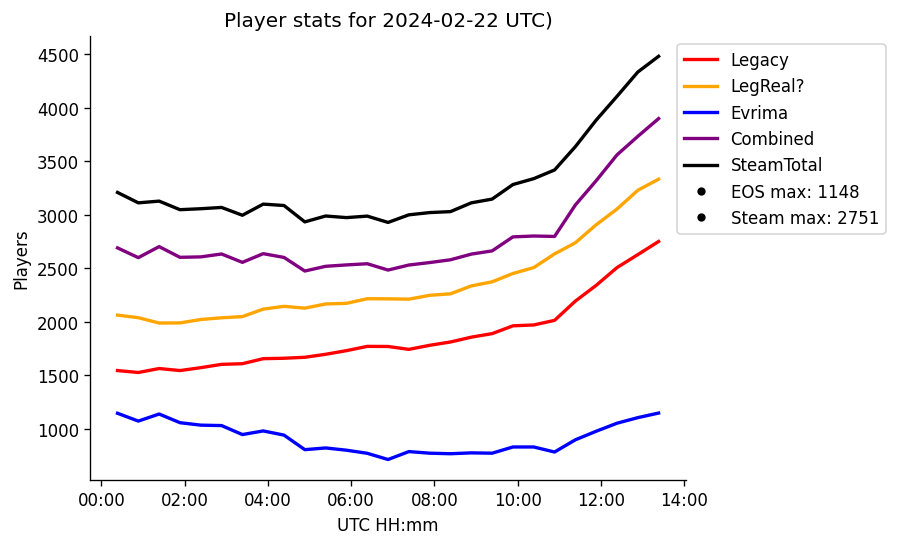 Player stats for 2024-02-22 UTC)
Players
4500
4000
3500
3000
2500
2000
1500
1000
00:00 02:00 04:00 06:00 08:00 10:00 12:00 14:00
UTC HH:mm
Legacy
LegReal?
Evrima
Combined
SteamTotal
EOS max: 1148
Steam max: 2751